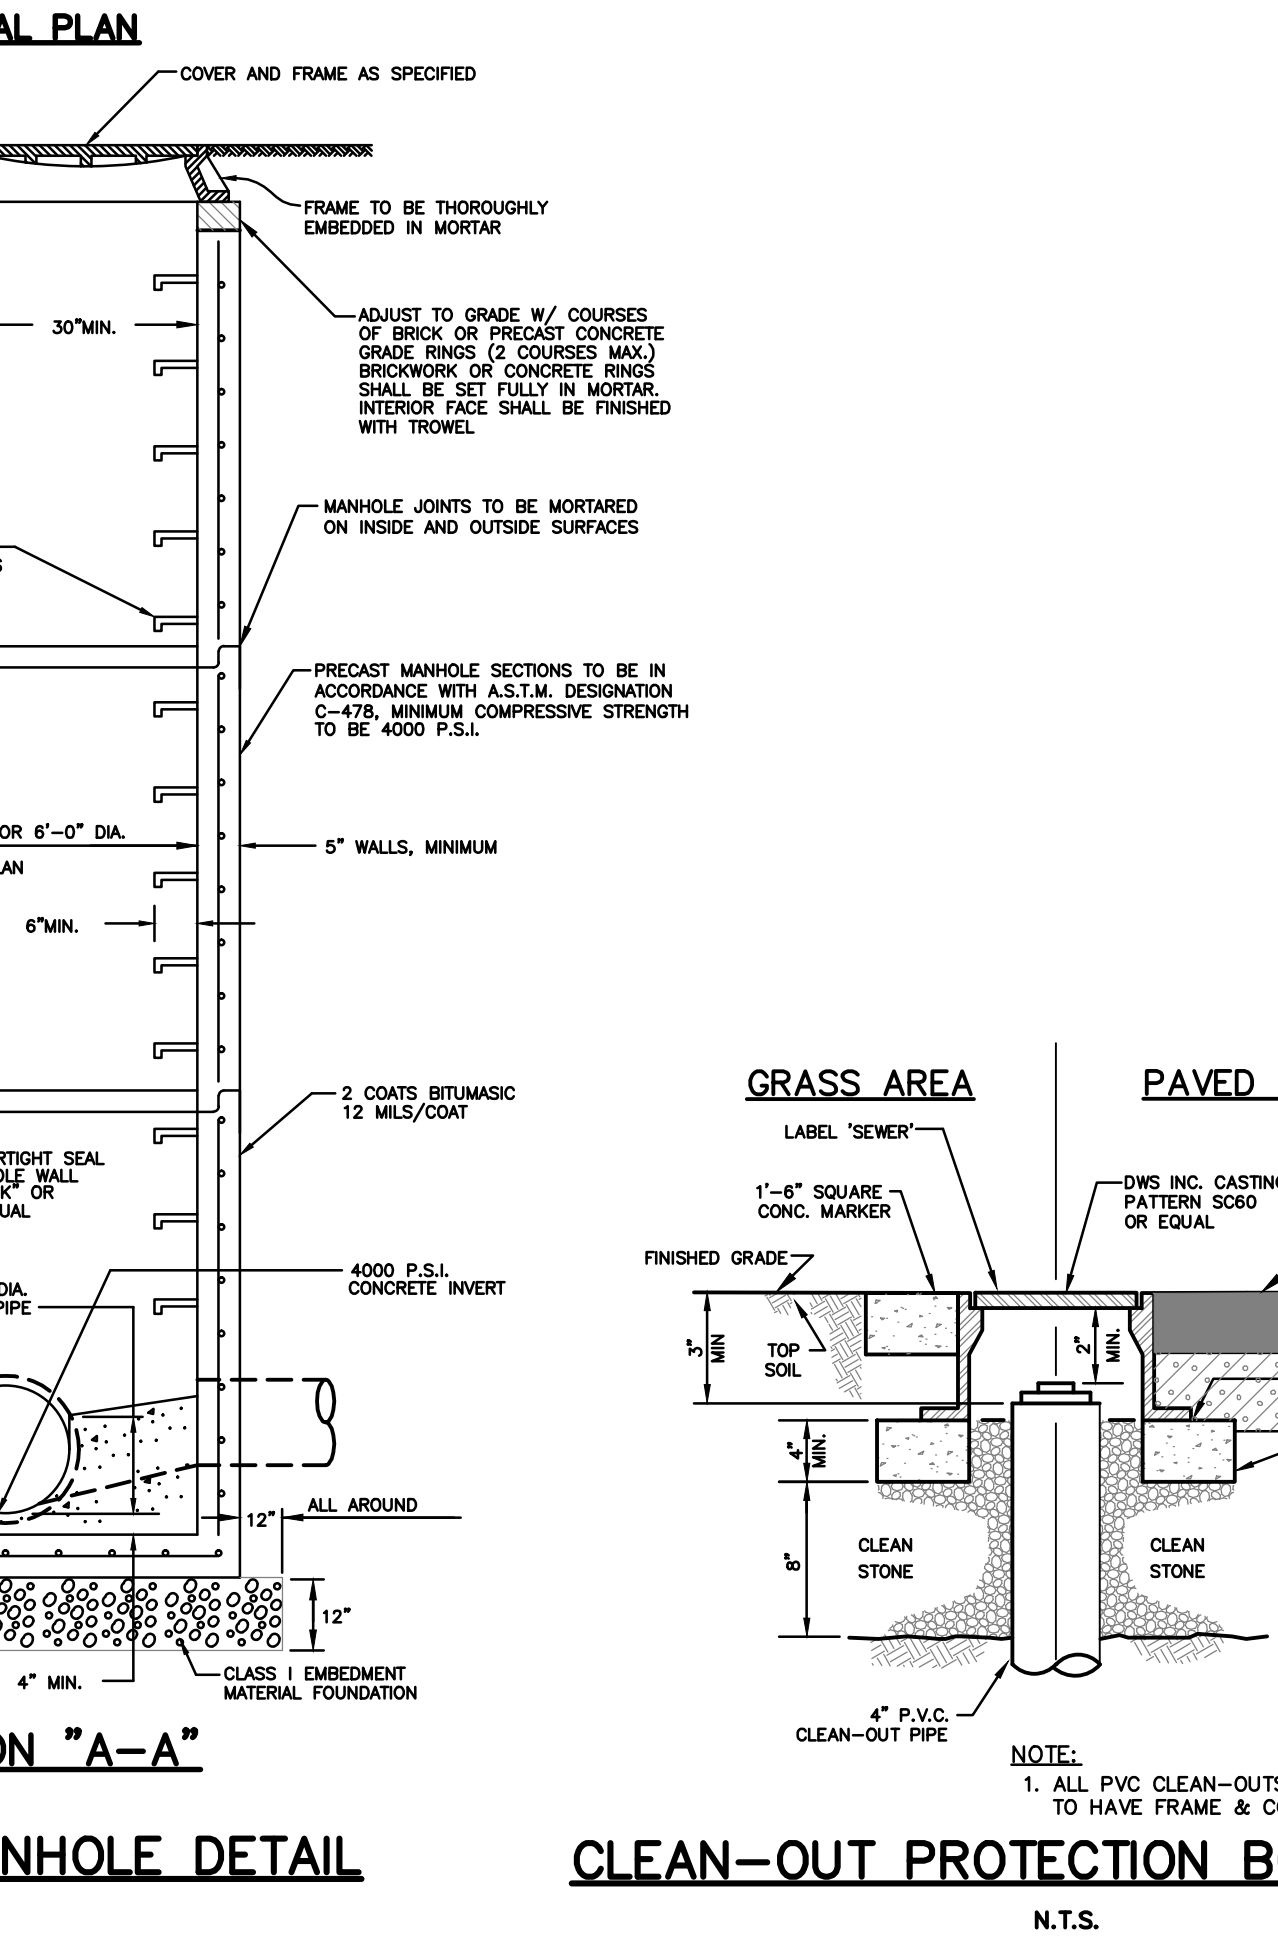 AL PLAN
COVER AND FRAME AS SPECIFIED
FRAME TO BE THOROUGHLY
EMBEDDED IN MORTAR
30"MIN.
ADJUST TO GRADE W/ COURSES
OF BRICK OR PRECAST CONCRETE
GRADE RINGS (2 COURSES MAX.)
BRICKWORK OR CONCRETE RINGS
SHALL BE SET FULLY IN MORTAR.
INTERIOR FACE SHALL BE FINISHED
WITH TROWEL
MANHOLE JOINTS TO BE MORTARED
ON INSIDE AND OUTSIDE SURFACES
S
PRECAST MANHOLE SECTIONS TO BE IN
ACCORDANCE WITH A.S.T.M. DESIGNATION
C-478, MINIMUM COMPRESSIVE STRENGTH
TO BE 4000 P.S.I.
OR 6'-0" DIA.
LAN
5" WALLS, MINIMUM
6"MIN.
2 COATS BITUMASIC
12 MILS/COAT
RTIGHT SEAL
OLE WALL
K" OR
UAL
4000 P.S.I.
CONCRETE INVERT
DIA.
PIPE
12"
ALL AROUND
12"
4" MIN.
CLASS I EMBEDMENT
MATERIAL FOUNDATION
ON "A-A"
NHOLE DETAIL
GRASS AREA
PAVED
LABEL 'SEWER'
1'-6" SQUARE
CONC. MARKER
DWS INC. CASTING
PATTERN SC60
OR EQUAL
FINISHED GRADE
3"
MIN
TOP
SOIL
2"
MIN.
4"
MIN.
8"
CLEAN
STONE
CLEAN
STONE
4" P.V.C.
CLEAN-OUT PIPE
NOTE:
1. ALL PVC CLEAN-OUTS
TO HAVE FRAME & CO
CLEAN-OUT PROTECTION BO
N.T.S.